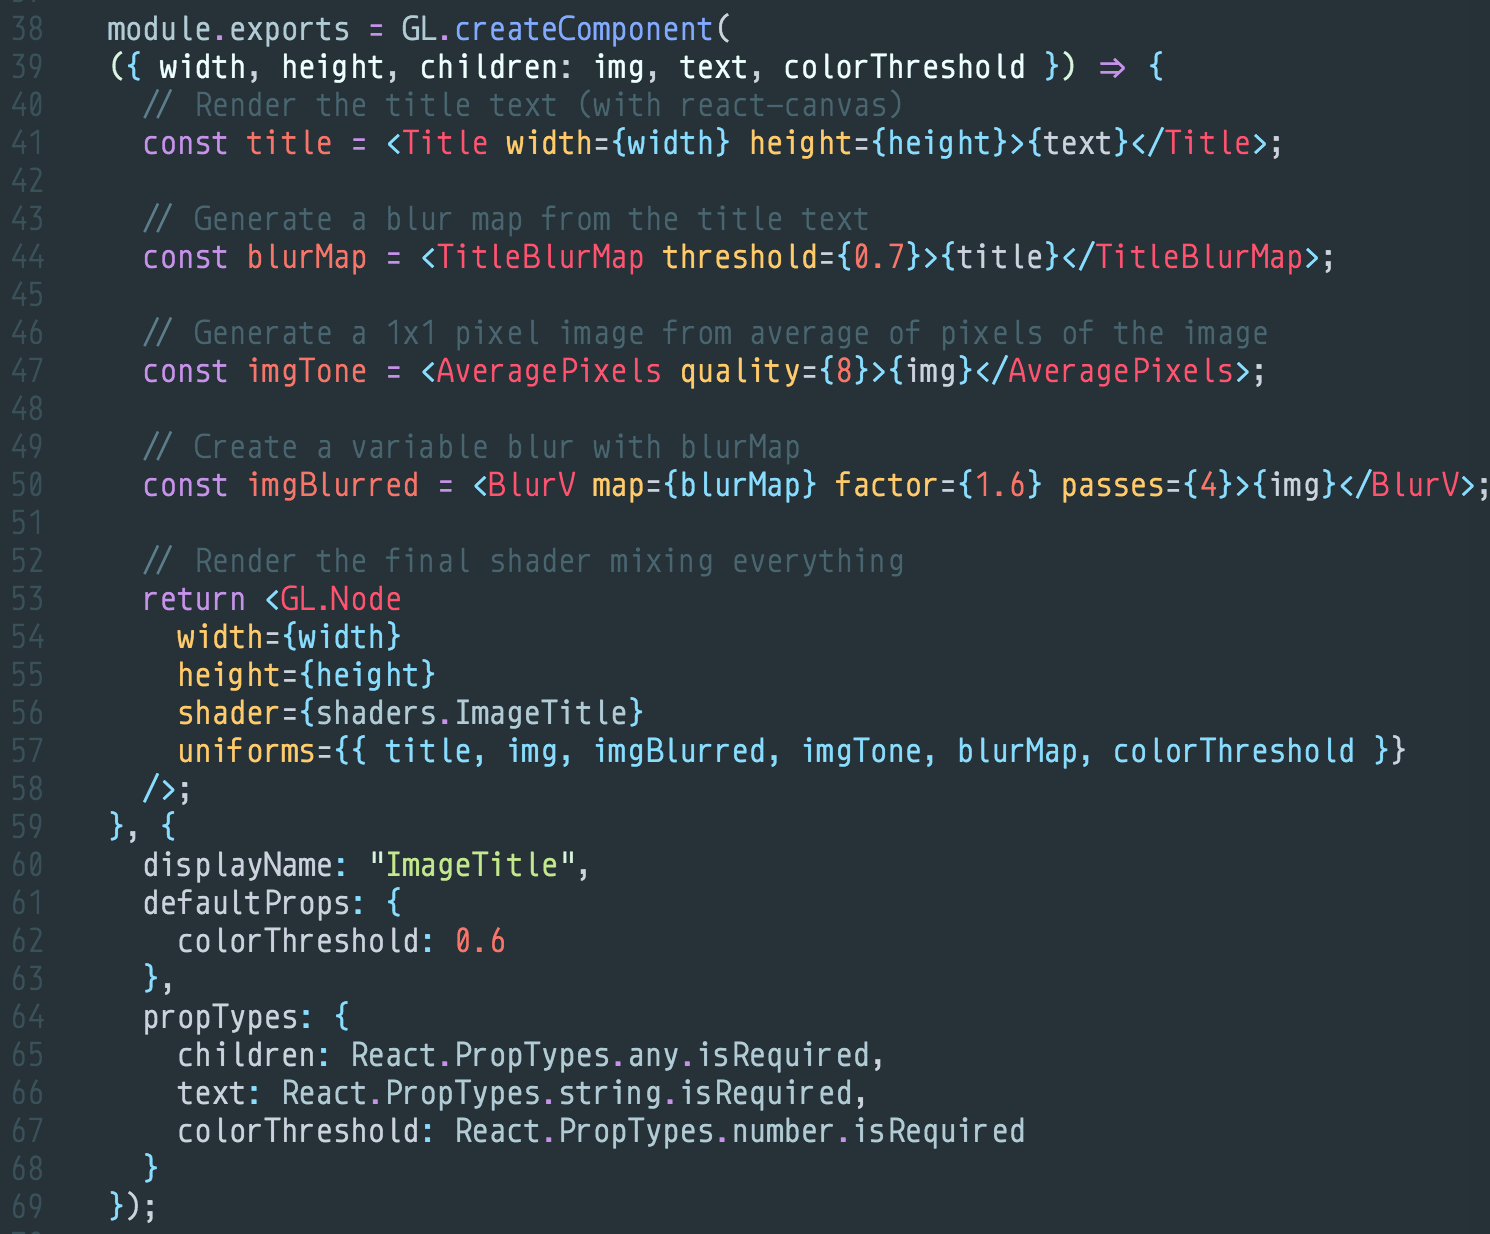 38 module.exports = GL.createComponent(
39 ({ width, height, children: img, text, colorThreshold }) => {
40   // Render the title text (with react-canvas)
41   const title = <Title width={width} height={height}>{text}</Title>;
42
43   // Generate a blur map from the title text
44   const blurMap = <TitleBlurMap threshold={0.7}>{title}</TitleBlurMap>;
45
46   // Generate a 1x1 pixel image from average of pixels of the image
47   const imgTone = <AveragePixels quality={8}>{img}</AveragePixels>;
48
49   // Create a variable blur with blurMap
50   const imgBlurred = <BlurV map={blurMap} factor={1.6} passes={4}>{img}</BlurV>;
51
52   // Render the final shader mixing everything
53   return <GL.Node
54     width={width}
55     height={height}
56     shader={shaders.ImageTitle}
57     uniforms={{ title, img, imgBlurred, imgTone, blurMap, colorThreshold }}
58   />;
59 }, {
60   displayName: "ImageTitle",
61   defaultProps: {
62     colorThreshold: 0.6
63   },
64   propTypes: {
65     children: React.PropTypes.any.isRequired,
66     text: React.PropTypes.string.isRequired,
67     colorThreshold: React.PropTypes.number.isRequired
68   }
69 });